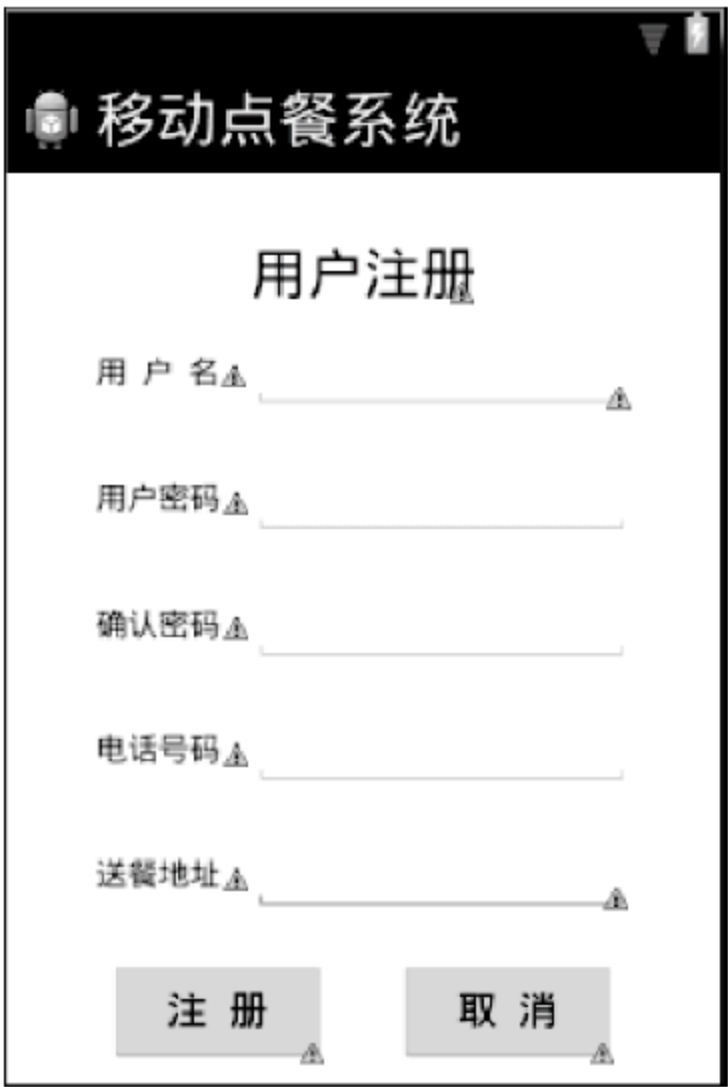 移动点餐系统
用户注册
用 户 名
用户密码
确认密码
电话号码
送餐地址
注 册 取 消